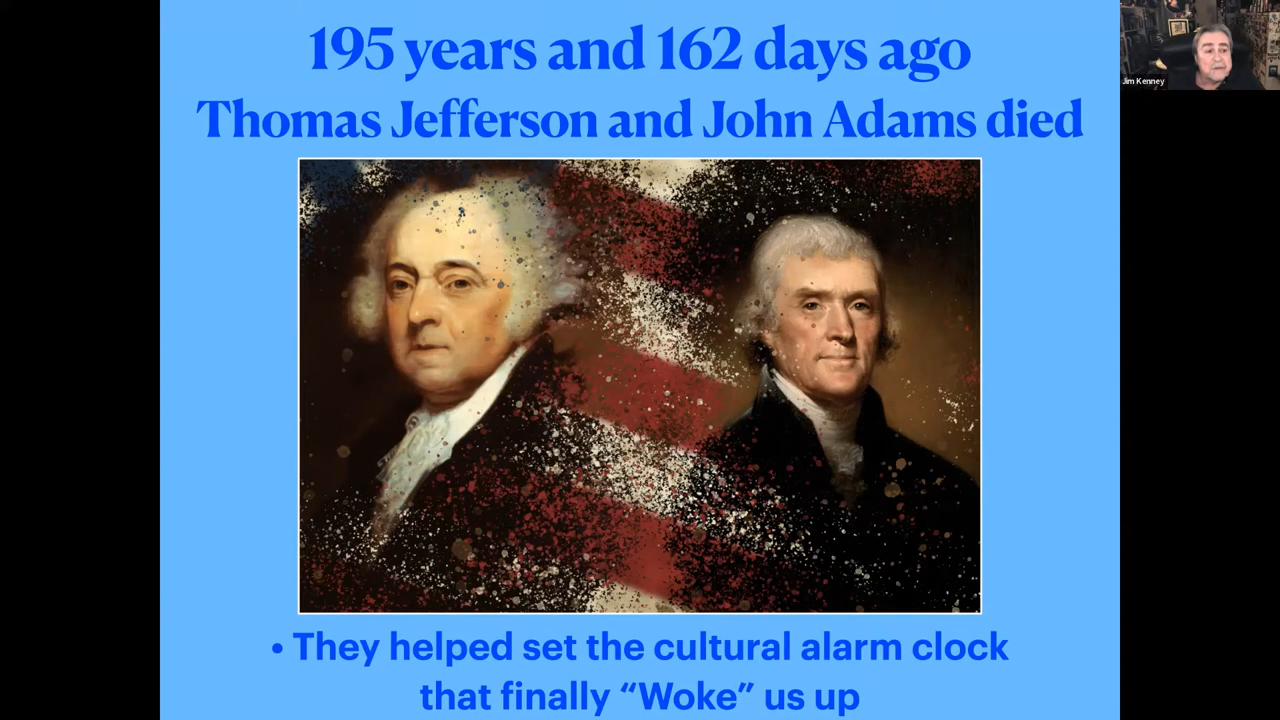 195 years and 162 days ago
Thomas Jefferson and John Adams died
• They helped set the cultural alarm clock
that finally “Woke” us up
Jim Kenney